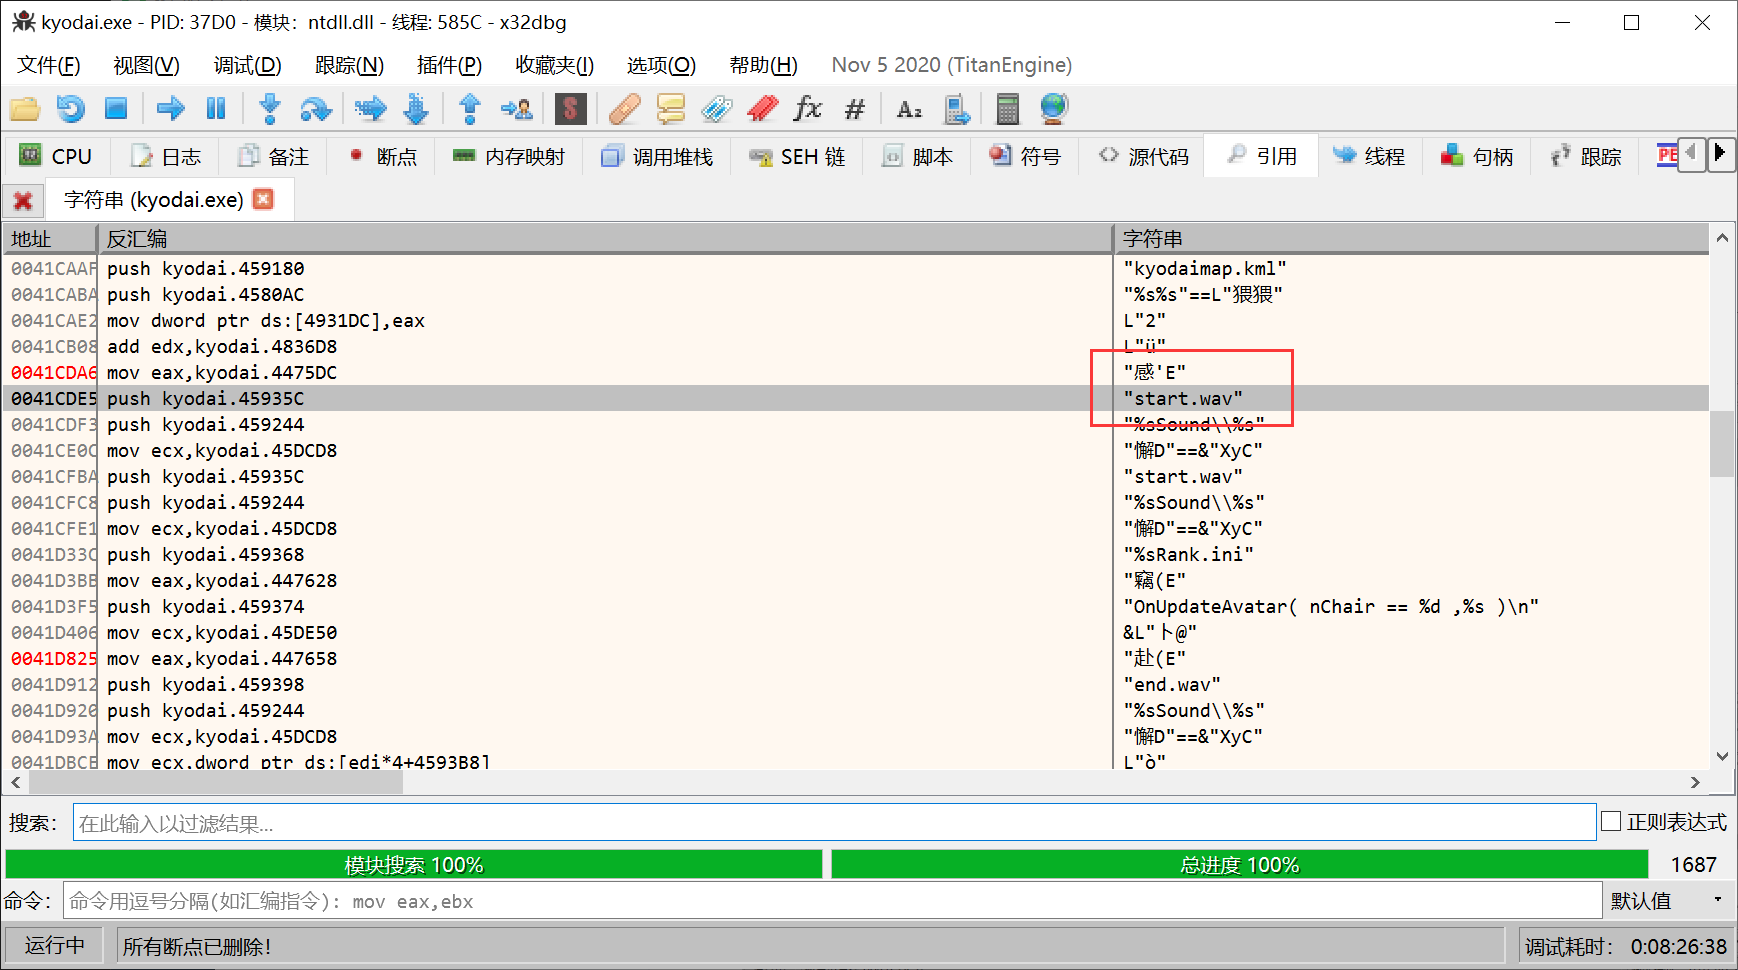 kyodai.exe - PID: 37D0 - 模块: ntdll.dll - 线程: 585C - x32dbg
文件(F) 视图(V) 调试(D) 跟踪(N) 插件(P) 收藏夹(I) 选项(O) 帮助(H) Nov 5 2020 (TitanEngine)
CPU 日志 备注 断点 内存映射 调用堆栈 SEH 链 脚本 符号 源代码 引用 线程 句柄 跟踪 PE
字符串 (kyodai.exe)
地址 反汇编 字符串
0041CAAF push kyodai.459180 "kyodaimap.kml"
0041CABA push kyodai.4580AC "%s%s"==L"猥猥"
0041CAE2 mov dword ptr ds:[4931DC],eax L"2"
0041CB08 add edx,kyodai.4836D8 L"ü"
0041CDA6 mov eax,kyodai.4475DC "感'E"
0041CDE5 push kyodai.45935C "start.wav"
0041CDF3 push kyodai.459244 "%sSound\\%s"
0041CE0C mov ecx,kyodai.45DCD8 "懈D"==&"XyC"
0041CFBA push kyodai.45935C "start.wav"
0041CFC8 push kyodai.459244 "%sSound\\%s"
0041CFE1 mov ecx,kyodai.45DCD8 "懈D"==&"XyC"
0041D33C push kyodai.459368 "%sRank.ini"
0041D3BB mov eax,kyodai.447628 "竊(E"
0041D3F5 push kyodai.459374 "OnUpdateAvatar( nChair == %d ,%s )\n"
0041D406 mov ecx,kyodai.45DE50 &L"卜@"
0041D825 mov eax,kyodai.447658 "赴(E"
0041D912 push kyodai.459398 "end.wav"
0041D920 push kyodai.459244 "%sSound\\%s"
0041D93A mov ecx,kyodai.45DCD8 "懈D"==&"XyC"
0041DBCE mov ecx,dword ptr ds:[edi*4+4593B8] L"ò"
搜索: 在此输入以过滤结果... 正则表达式
模块搜索 100% 总进度 100% 1687
命令: 命令用逗号分隔(如汇编指令): mov eax,ebx 默认值
运行中 所有断点已删除! 调试耗时: 0:08:26:38